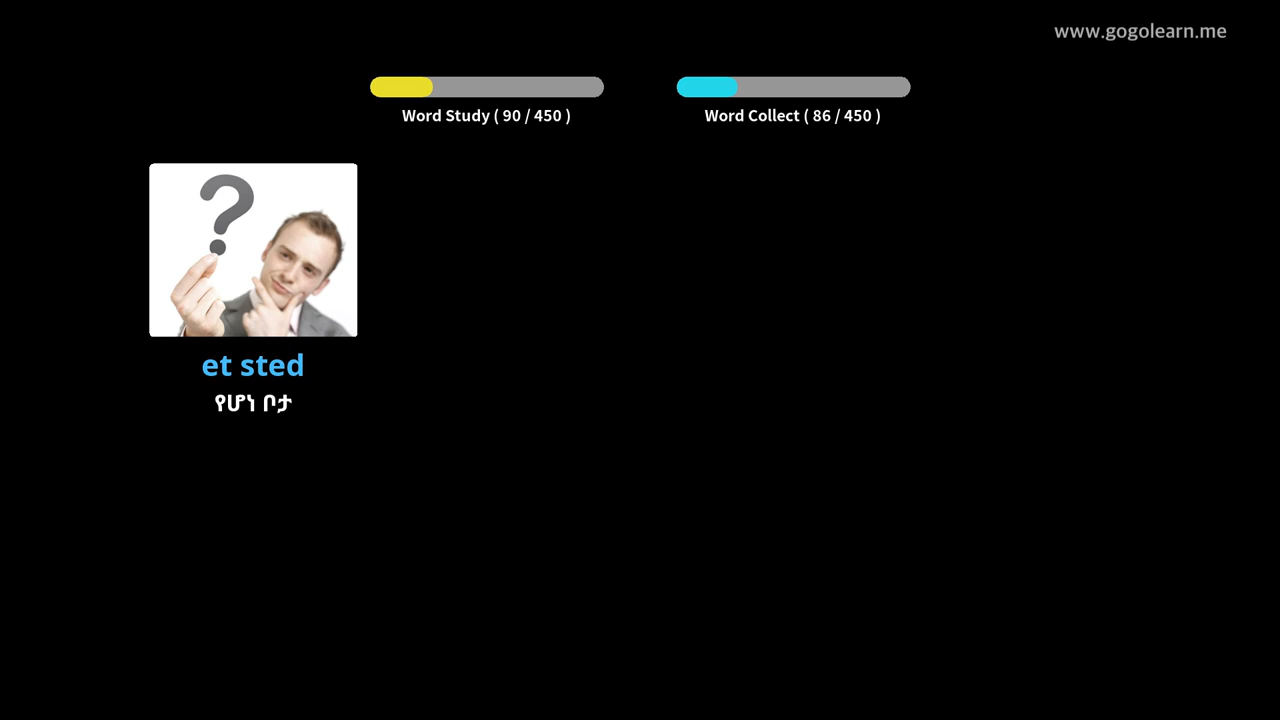 www.gogolearn.me
Word Study ( 90 / 450 )
Word Collect ( 86 / 450 )
?
et sted
የሆነ ቦታ